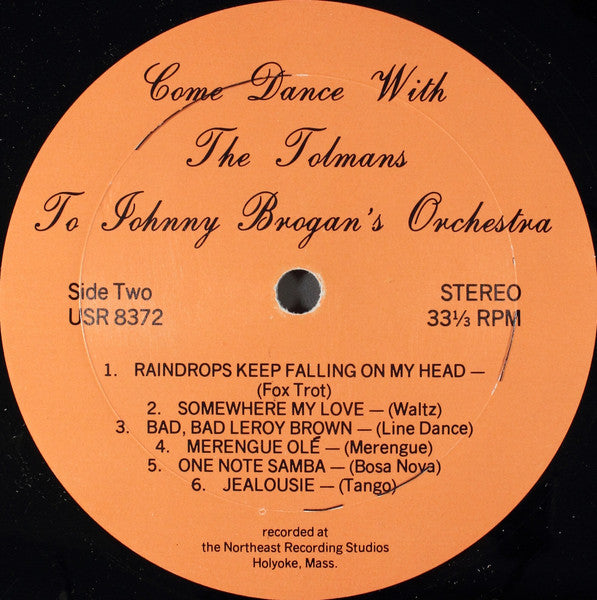 Come Dance With
The Tolmans
To Johnny Brogan's Orchestra
Side Two
USR 8372
STEREO
33⅓ RPM
1. RAINDROPS KEEP FALLING ON MY HEAD —
(Fox Trot)
2. SOMEWHERE MY LOVE — (Waltz)
3. BAD, BAD LEROY BROWN — (Line Dance)
4. MERENGUE OLÉ — (Merengue)
5. ONE NOTE SAMBA — (Bosa Nova)
6. JEALOUSIE — (Tango)
recorded at
the Northeast Recording Studios
Holyoke, Mass.